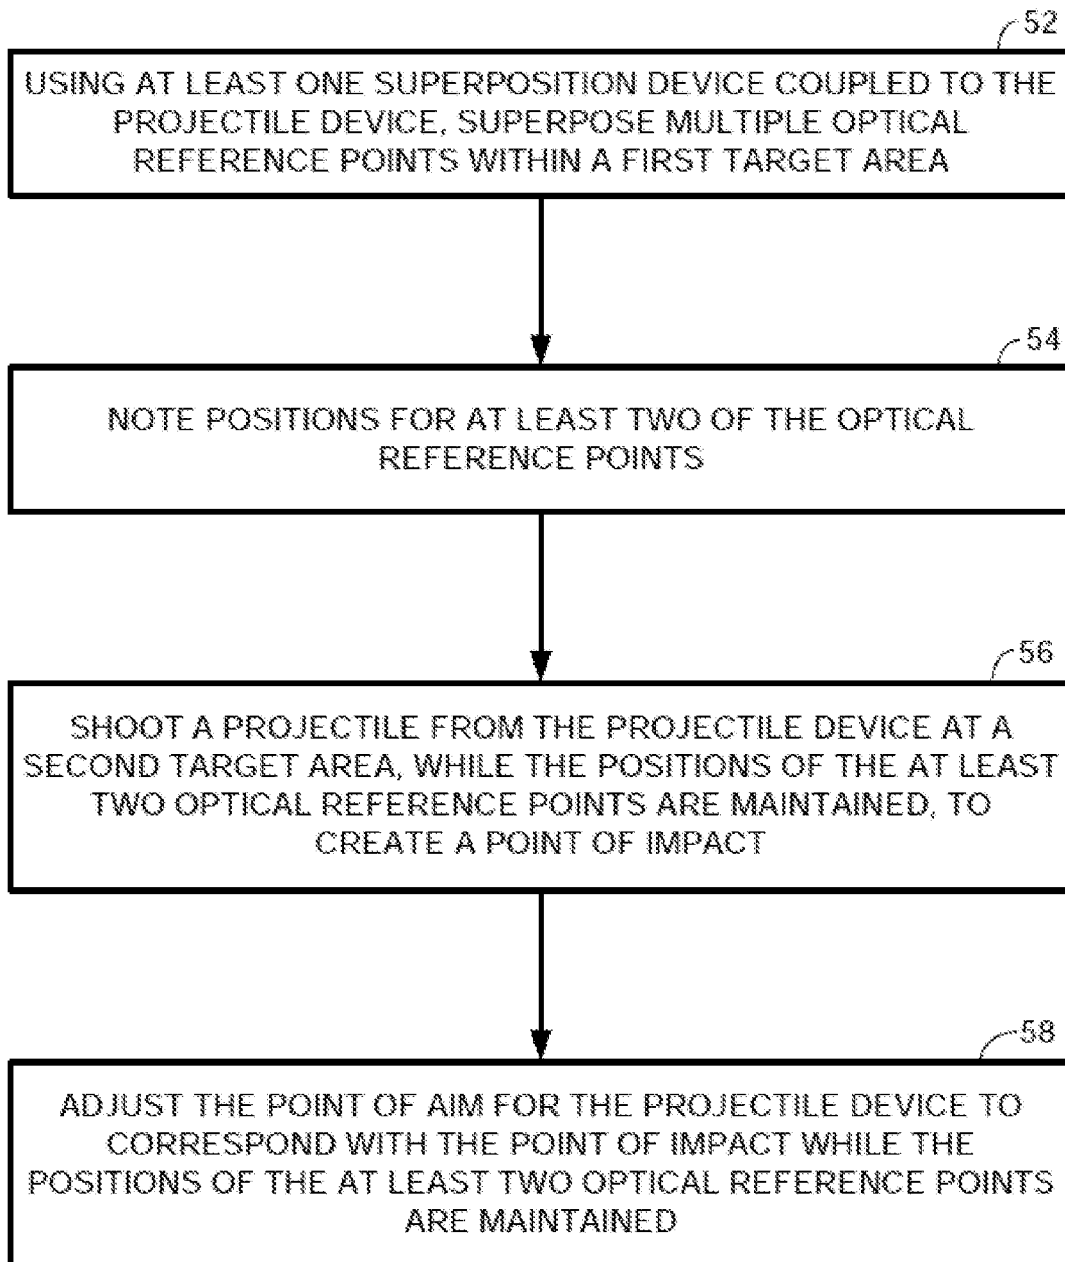 52
USING AT LEAST ONE SUPERPOSITION DEVICE COUPLED TO THE
PROJECTILE DEVICE, SUPERPOSE MULTIPLE OPTICAL
REFERENCE POINTS WITHIN A FIRST TARGET AREA
54
NOTE POSITIONS FOR AT LEAST TWO OF THE OPTICAL
REFERENCE POINTS
56
SHOOT A PROJECTILE FROM THE PROJECTILE DEVICE AT A
SECOND TARGET AREA, WHILE THE POSITIONS OF THE AT LEAST
TWO OPTICAL REFERENCE POINTS ARE MAINTAINED, TO
CREATE A POINT OF IMPACT
58
ADJUST THE POINT OF AIM FOR THE PROJECTILE DEVICE TO
CORRESPOND WITH THE POINT OF IMPACT WHILE THE
POSITIONS OF THE AT LEAST TWO OPTICAL REFERENCE POINTS
ARE MAINTAINED